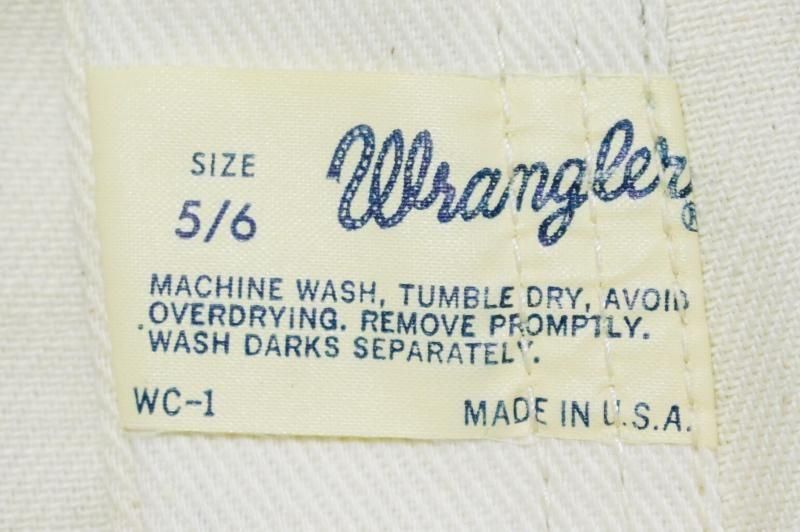 SIZE
5/6
Wrangler®
MACHINE WASH, TUMBLE DRY, AVOID
OVERDRYING. REMOVE PROMPTLY.
WASH DARKS SEPARATELY.
WC-1
MADE IN U.S.A.